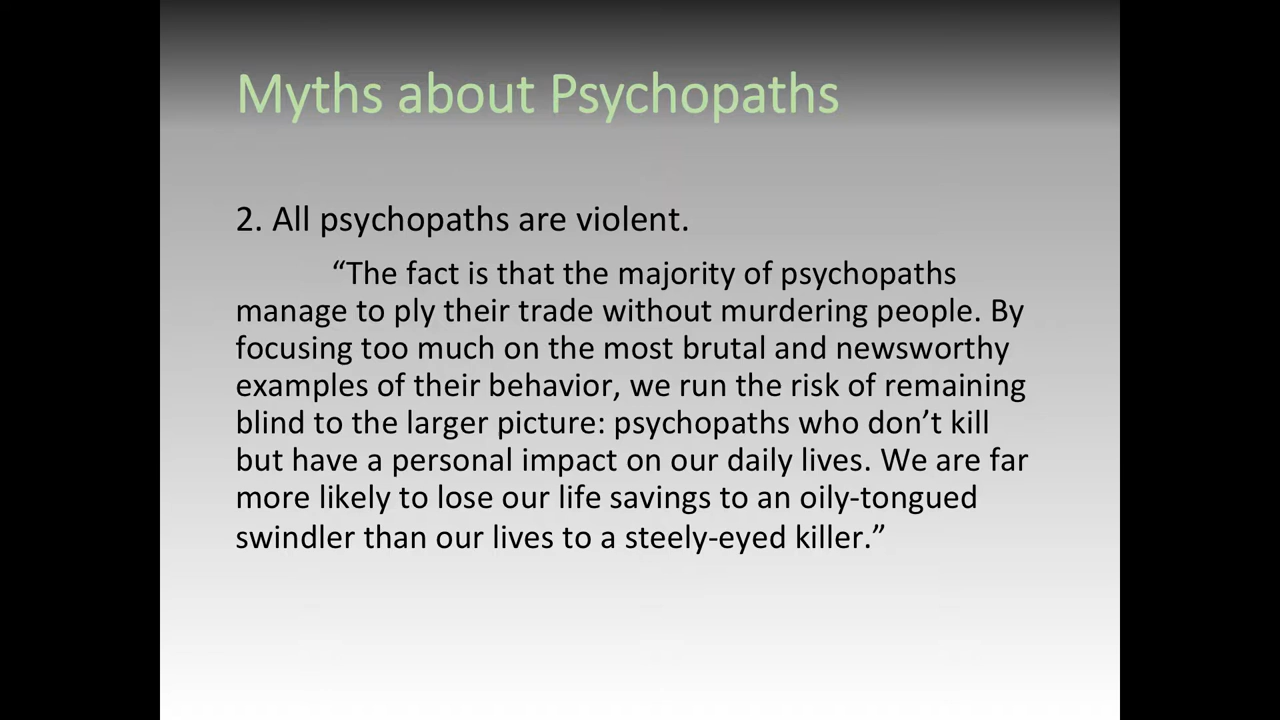 Myths about Psychopaths
2. All psychopaths are violent.
“The fact is that the majority of psychopaths
manage to ply their trade without murdering people. By
focusing too much on the most brutal and newsworthy
examples of their behavior, we run the risk of remaining
blind to the larger picture: psychopaths who don’t kill
but have a personal impact on our daily lives. We are far
more likely to lose our life savings to an oily-tongued
swindler than our lives to a steely-eyed killer.”